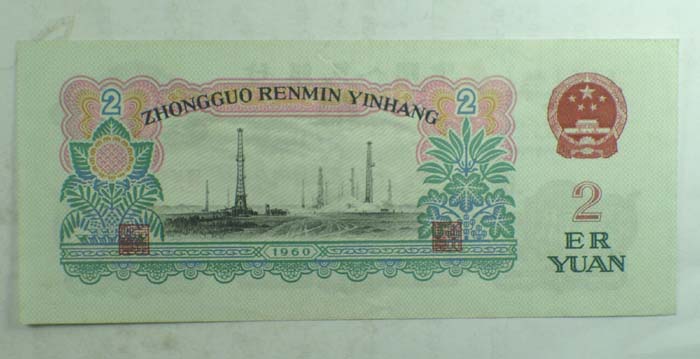 2
ZHONGGUO RENMIN YINHANG
2
1960
2
ER
YUAN